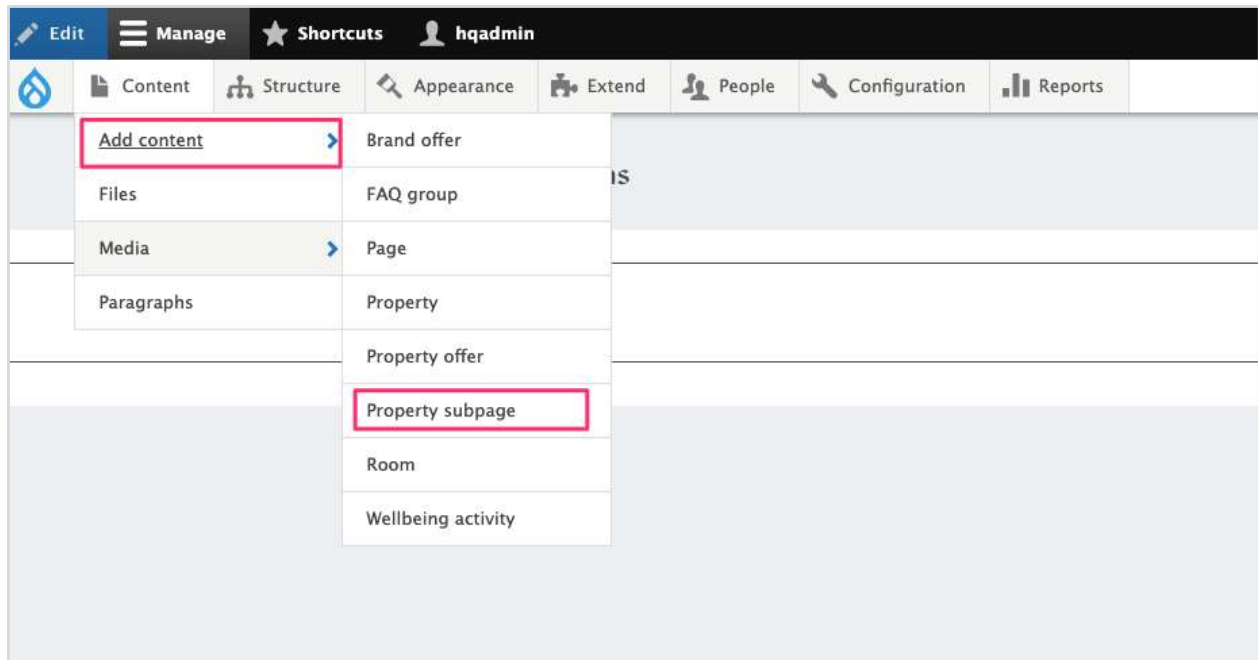 Edit Manage Shortcuts hqadmin
Content Structure Appearance Extend People Configuration Reports
Add content Brand offer
Files FAQ group
Media Page
Paragraphs Property
Property offer
Property subpage
Room
Wellbeing activity